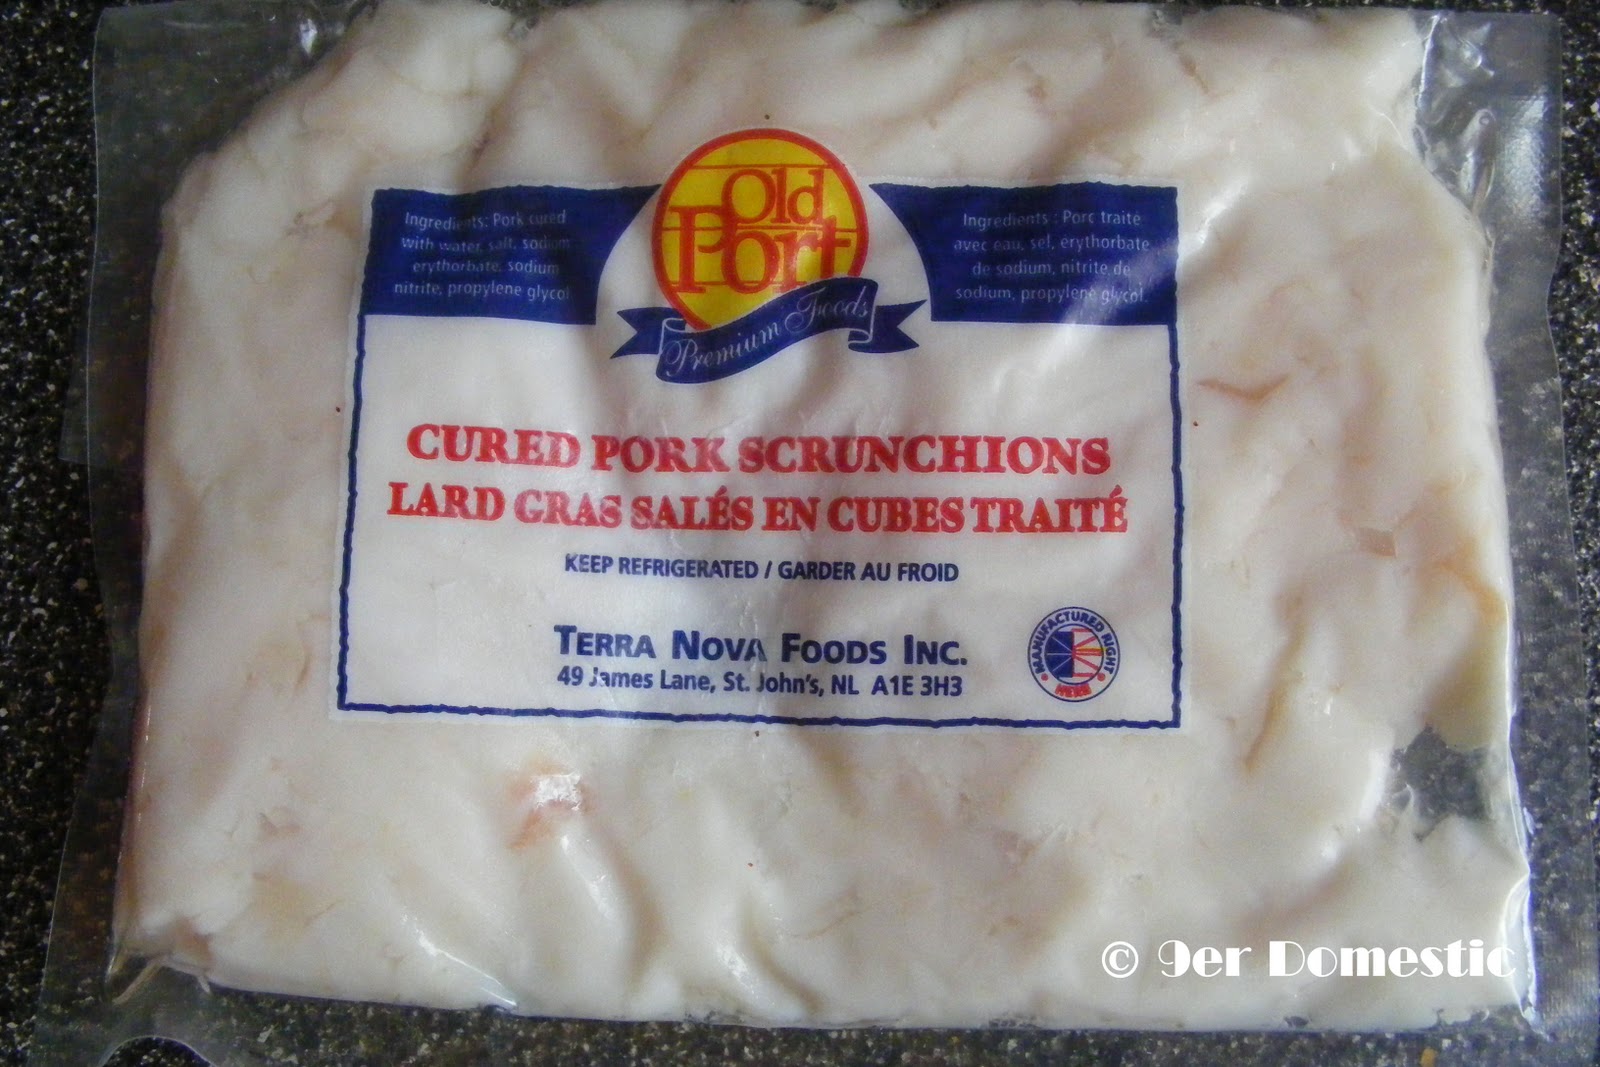 Old
Port
Premium Foods
Ingredients: Pork cured
with water, salt, sodium
erythorbate, sodium
nitrite, propylene glycol
Ingredients : Porc traité
avec eau, sel, érythorbate
de sodium, nitrite de
sodium, propylene glycol.
CURED PORK SCRUNCHIONS
LARD GRAS SALÉS EN CUBES TRAITÉ
KEEP REFRIGERATED / GARDER AU FROID
TERRA NOVA FOODS INC.
49 James Lane, St. John's, NL A1E 3H3
MANUFACTURED RIGHT
HERE
© 9er Domestic